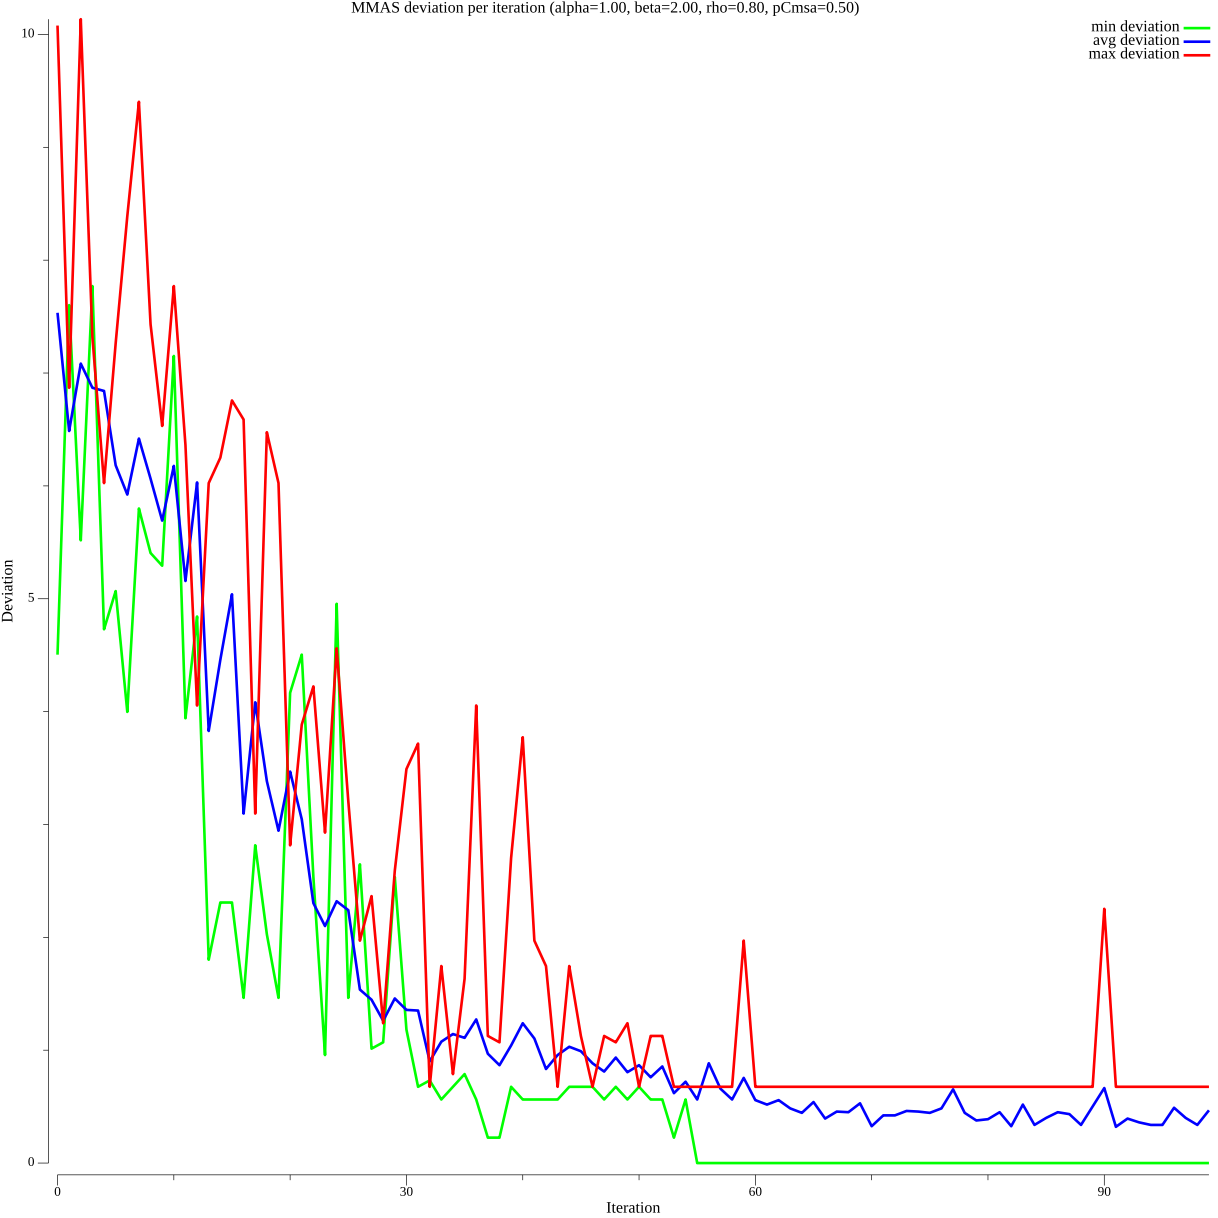 MMAS deviation per iteration (alpha=1.00, beta=2.00, rho=0.80, pCmsa=0.50)
min deviation
avg deviation
max deviation
10
5
0
Deviation
0 30 60 90
Iteration